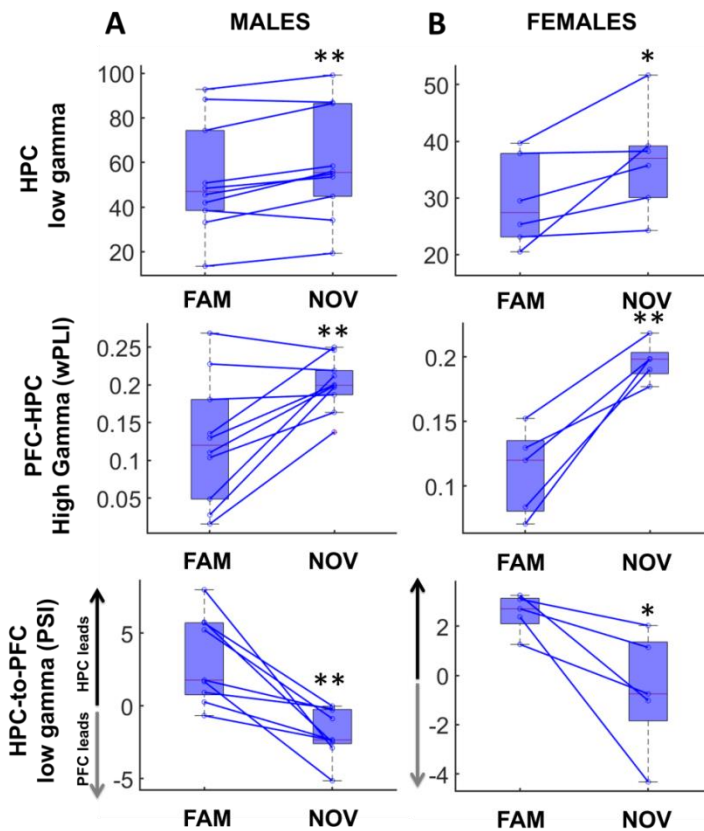 A MALES B FEMALES
HPC
low gamma
100
80
60
40
20
**
FAM NOV
50
40
30
20
*
FAM NOV
PFC-HPC
High Gamma (wPLI)
0.25
0.2
0.15
0.1
0.05
**
FAM NOV
0.2
0.15
0.1
**
FAM NOV
HPC-to-PFC
low gamma (PSI)
HPC leads
PFC leads
5
0
-5
**
FAM NOV
2
0
-2
-4
*
FAM NOV